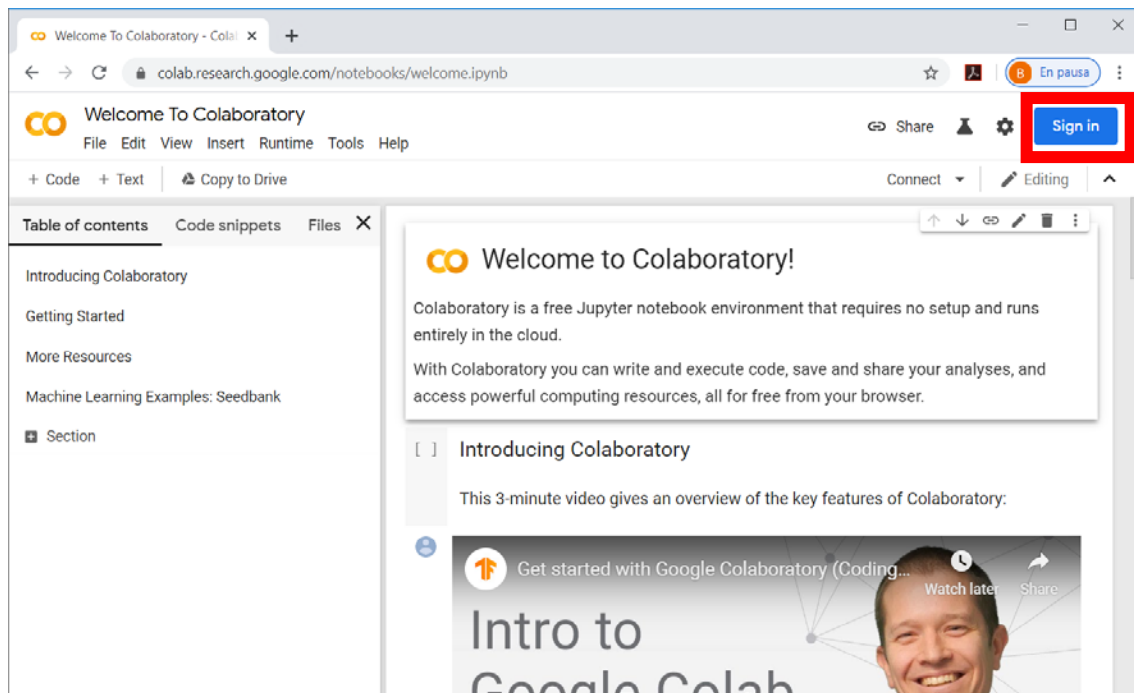 Welcome To Colaboratory - Cola
colab.research.google.com/notebooks/welcome.ipynb
B En pausa
CO Welcome To Colaboratory
File Edit View Insert Runtime Tools Help
Share
Sign in
+ Code + Text Copy to Drive
Connect
Editing
Table of contents Code snippets Files
Introducing Colaboratory
Getting Started
More Resources
Machine Learning Examples: Seedbank
Section
CO Welcome to Colaboratory!
Colaboratory is a free Jupyter notebook environment that requires no setup and runs
entirely in the cloud.
With Colaboratory you can write and execute code, save and share your analyses, and
access powerful computing resources, all for free from your browser.
[ ] Introducing Colaboratory
This 3-minute video gives an overview of the key features of Colaboratory:
Get started with Google Colaboratory (Coding...
Watch later Share
Intro to
Google Colab